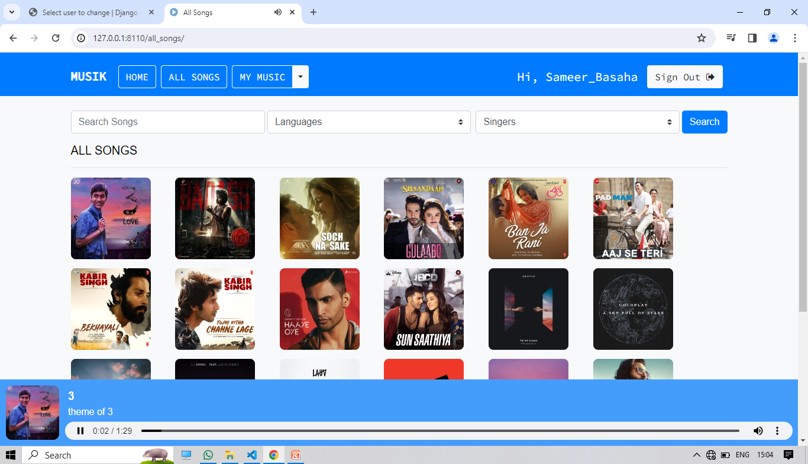 Select user to change | Django
All Songs
127.0.0.1:8110/all_songs/
MUSIK
HOME
ALL SONGS
MY MUSIC
Hi, Sameer_Basaha
Sign Out
Search Songs
Languages
Singers
Search
ALL SONGS
3
LOVE
SOCH
NA SAKE
SHAANDAAR
GULAABO
Ban Ja
Rani
PADMAN
AAJ SE TERI
KABIR
SINGH
BEKHAYALI
KABIR
SINGH
TUJHE KITNA
CHAHNE LAGE
HAAYE
OYE
ABCD
SUN SAATHIYA
COLDPLAY
A SKY FULL OF STARS
3
theme of 3
0:02 / 1:29
Search
ENG
15:04